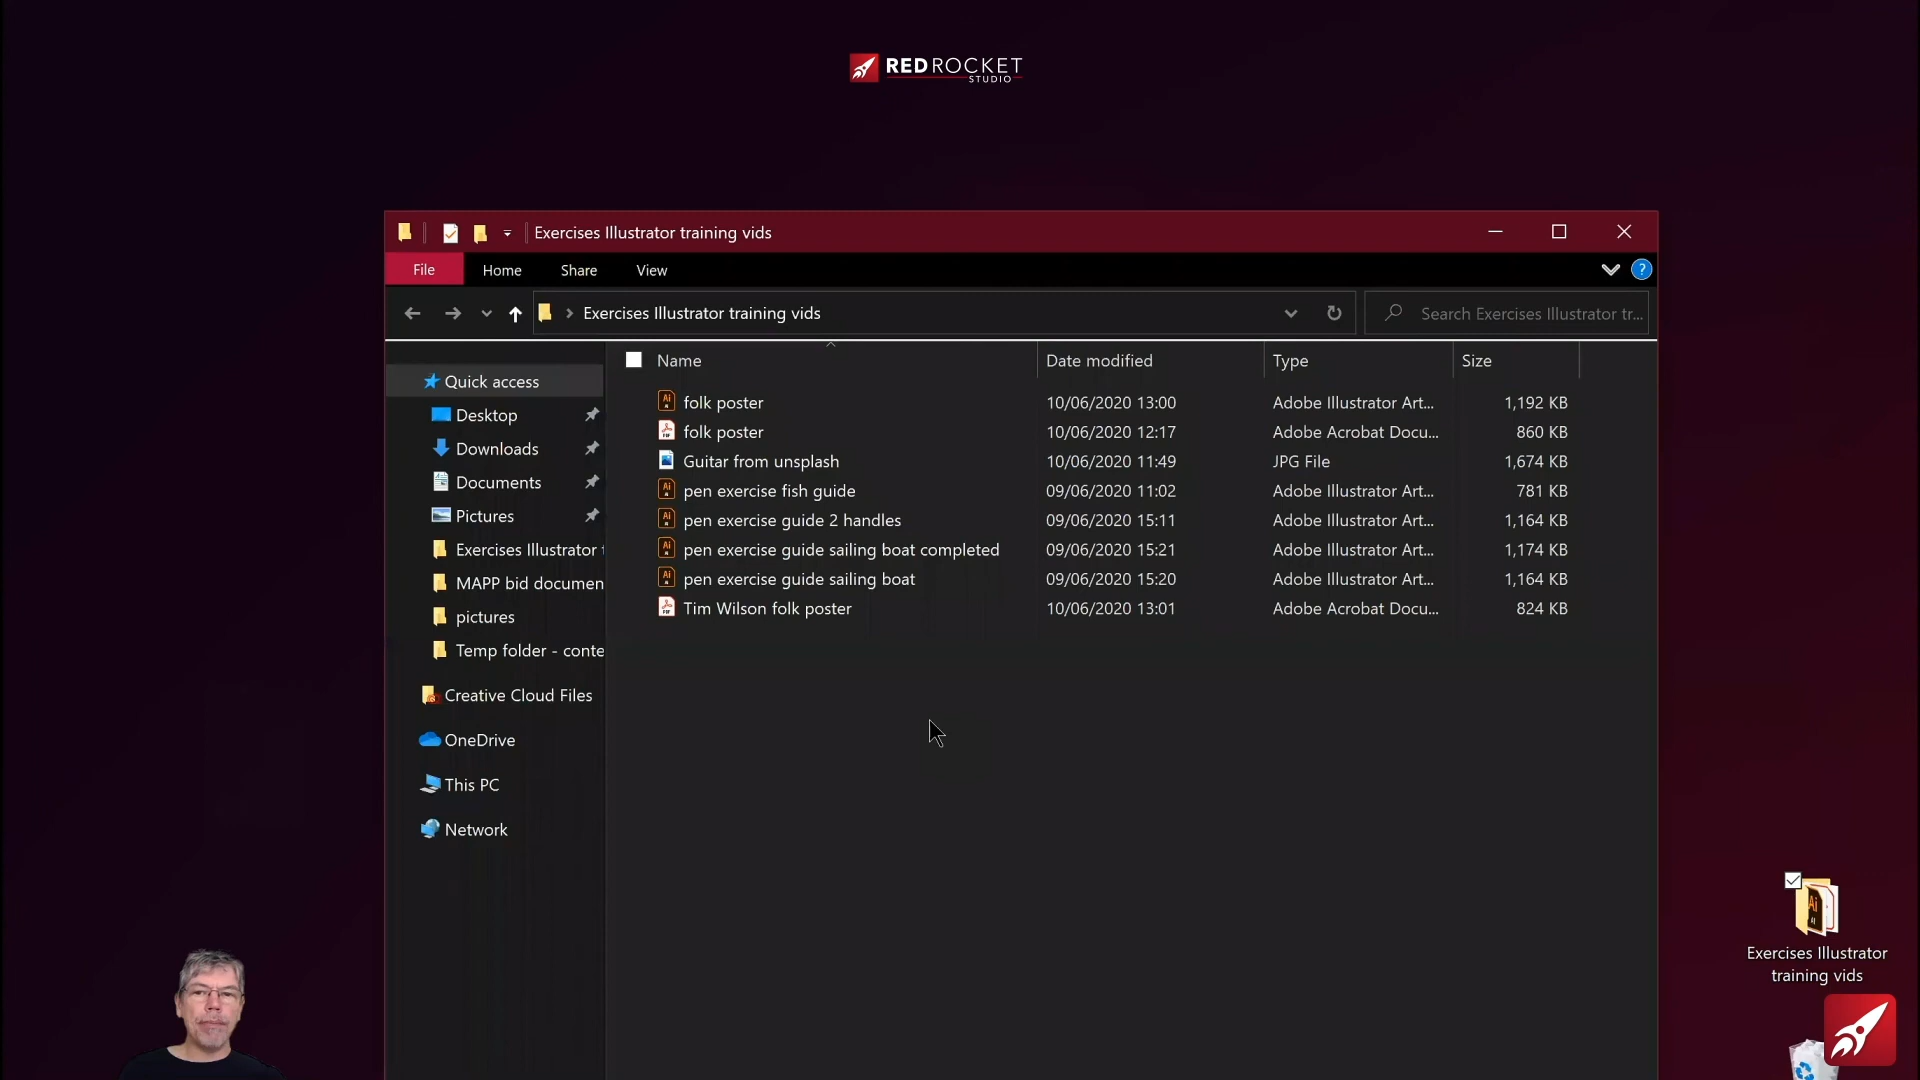 REDROCKET
STUDIO
Exercises Illustrator training vids
File Home Share View
?
Exercises Illustrator training vids
Search Exercises Illustrator tr...
Name Date modified Type Size
Quick access
Desktop
Downloads
Documents
Pictures
Exercises Illustrator t
MAPP bid documen
pictures
Temp folder - conte
Creative Cloud Files
OneDrive
This PC
Network
folk poster 10/06/2020 13:00 Adobe Illustrator Art... 1,192 KB
folk poster 10/06/2020 12:17 Adobe Acrobat Docu... 860 KB
Guitar from unsplash 10/06/2020 11:49 JPG File 1,674 KB
pen exercise fish guide 09/06/2020 11:02 Adobe Illustrator Art... 781 KB
pen exercise guide 2 handles 09/06/2020 15:11 Adobe Illustrator Art... 1,164 KB
pen exercise guide sailing boat completed 09/06/2020 15:21 Adobe Illustrator Art... 1,174 KB
pen exercise guide sailing boat 09/06/2020 15:20 Adobe Illustrator Art... 1,164 KB
Tim Wilson folk poster 10/06/2020 13:01 Adobe Acrobat Docu... 824 KB
Ai
Exercises Illustrator
training vids